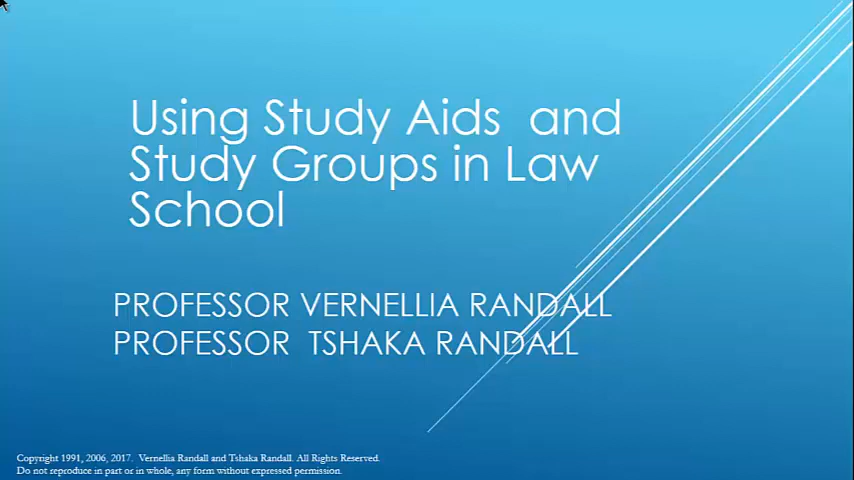 Using Study Aids and
Study Groups in Law
School
PROFESSOR VERNELLIA RANDALL
PROFESSOR TSHAKA RANDALL
Copyright 1991, 2006, 2017. Vernellia Randall and Tshaka Randall. All Rights Reserved.
Do not reproduce in part or in whole, any form without expressed permission.